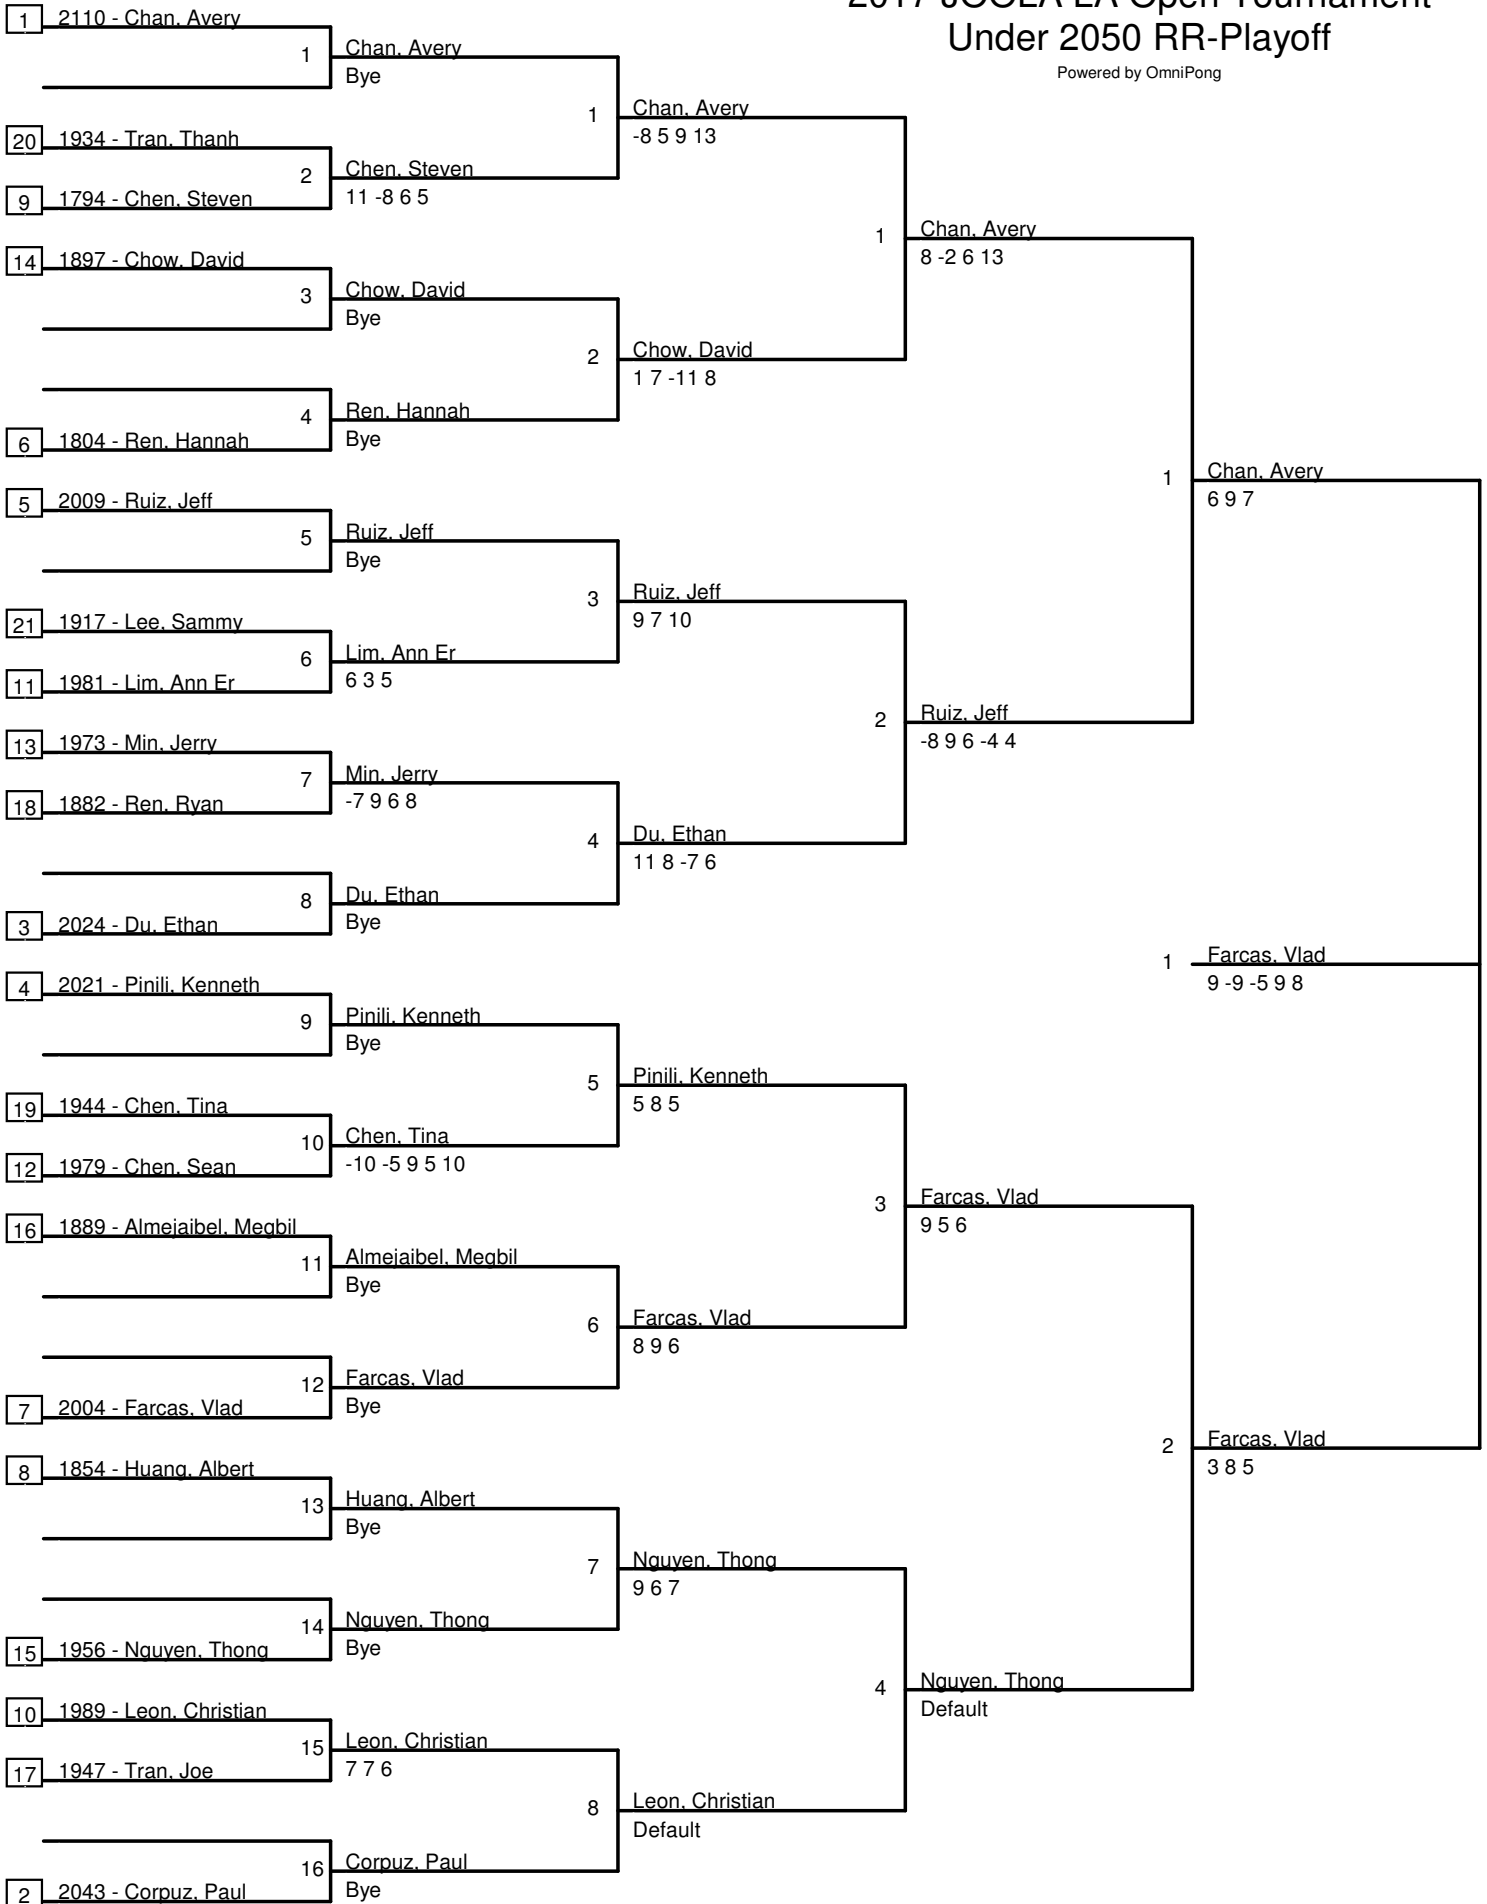 2017 JOOLA LA Open Tournament
Under 2050 RR-Playoff
Powered by OmniPong
1 2110 - Chan, Avery
1 Chan, Avery
Bye
1 Chan, Avery
-8 5 9 13
20 1934 - Tran, Thanh
2 Chen, Steven
11 -8 6 5
9 1794 - Chen, Steven
1 Chan, Avery
8 -2 6 13
14 1897 - Chow, David
3 Chow, David
Bye
2 Chow, David
1 7 -11 8
4 Ren, Hannah
Bye
6 1804 - Ren, Hannah
1 Chan, Avery
6 9 7
5 2009 - Ruiz, Jeff
5 Ruiz, Jeff
Bye
3 Ruiz, Jeff
9 7 10
21 1917 - Lee, Sammy
6 Lim, Ann Er
6 3 5
11 1981 - Lim, Ann Er
2 Ruiz, Jeff
-8 9 6 -4 4
13 1973 - Min, Jerry
7 Min, Jerry
-7 9 6 8
18 1882 - Ren, Ryan
4 Du, Ethan
11 8 -7 6
8 Du, Ethan
Bye
3 2024 - Du, Ethan
1 Farcas, Vlad
9 -9 -5 9 8
4 2021 - Pinili, Kenneth
9 Pinili, Kenneth
Bye
5 Pinili, Kenneth
5 8 5
19 1944 - Chen, Tina
10 Chen, Tina
-10 -5 9 5 10
12 1979 - Chen, Sean
3 Farcas, Vlad
9 5 6
16 1889 - Almejaibel, Megbil
11 Almejaibel, Megbil
Bye
6 Farcas, Vlad
8 9 6
12 Farcas, Vlad
Bye
7 2004 - Farcas, Vlad
2 Farcas, Vlad
3 8 5
8 1854 - Huang, Albert
13 Huang, Albert
Bye
7 Nguyen, Thong
9 6 7
14 Nguyen, Thong
Bye
15 1956 - Nguyen, Thong
4 Nguyen, Thong
Default
10 1989 - Leon, Christian
15 Leon, Christian
7 7 6
17 1947 - Tran, Joe
8 Leon, Christian
Default
16 Corpuz, Paul
Bye
2 2043 - Corpuz, Paul